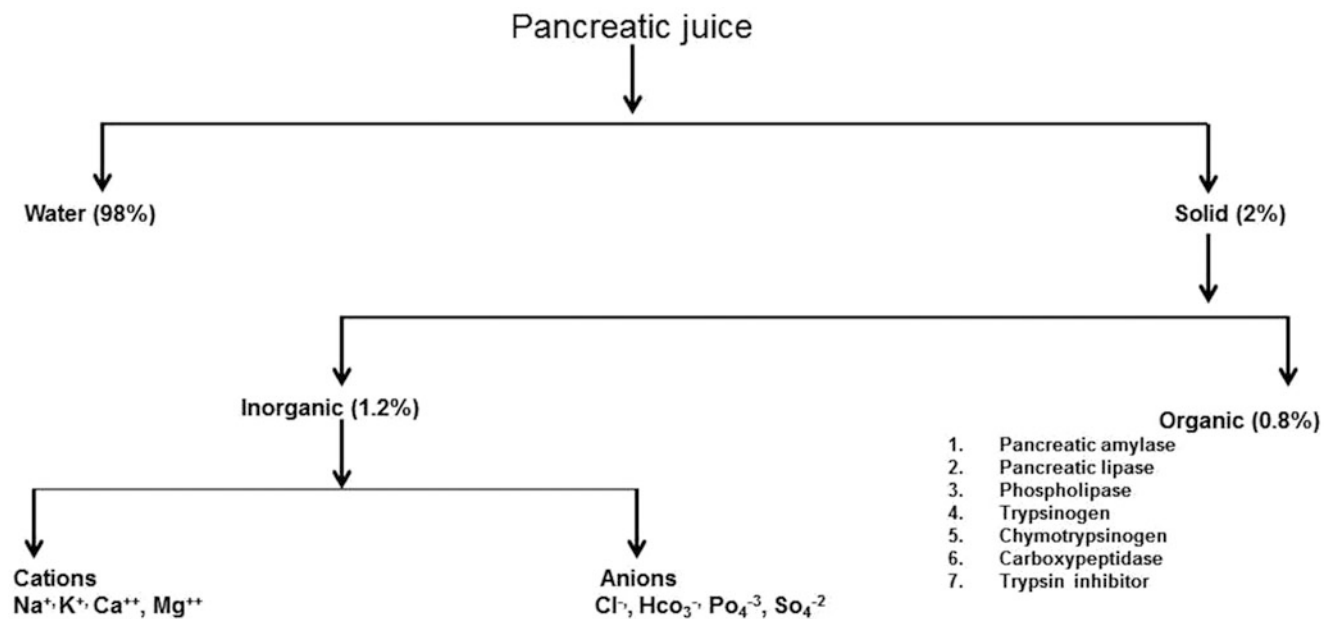 Pancreatic juice
Water (98%)
Solid (2%)
Inorganic (1.2%)
Organic (0.8%)
1. Pancreatic amylase
2. Pancreatic lipase
3. Phospholipase
4. Trypsinogen
5. Chymotrypsinogen
6. Carboxypeptidase
7. Trypsin inhibitor
Cations
Na⁺, K⁺, Ca⁺⁺, Mg⁺⁺
Anions
Cl⁻, Hco₃⁻, Po₄⁻³, So₄⁻²